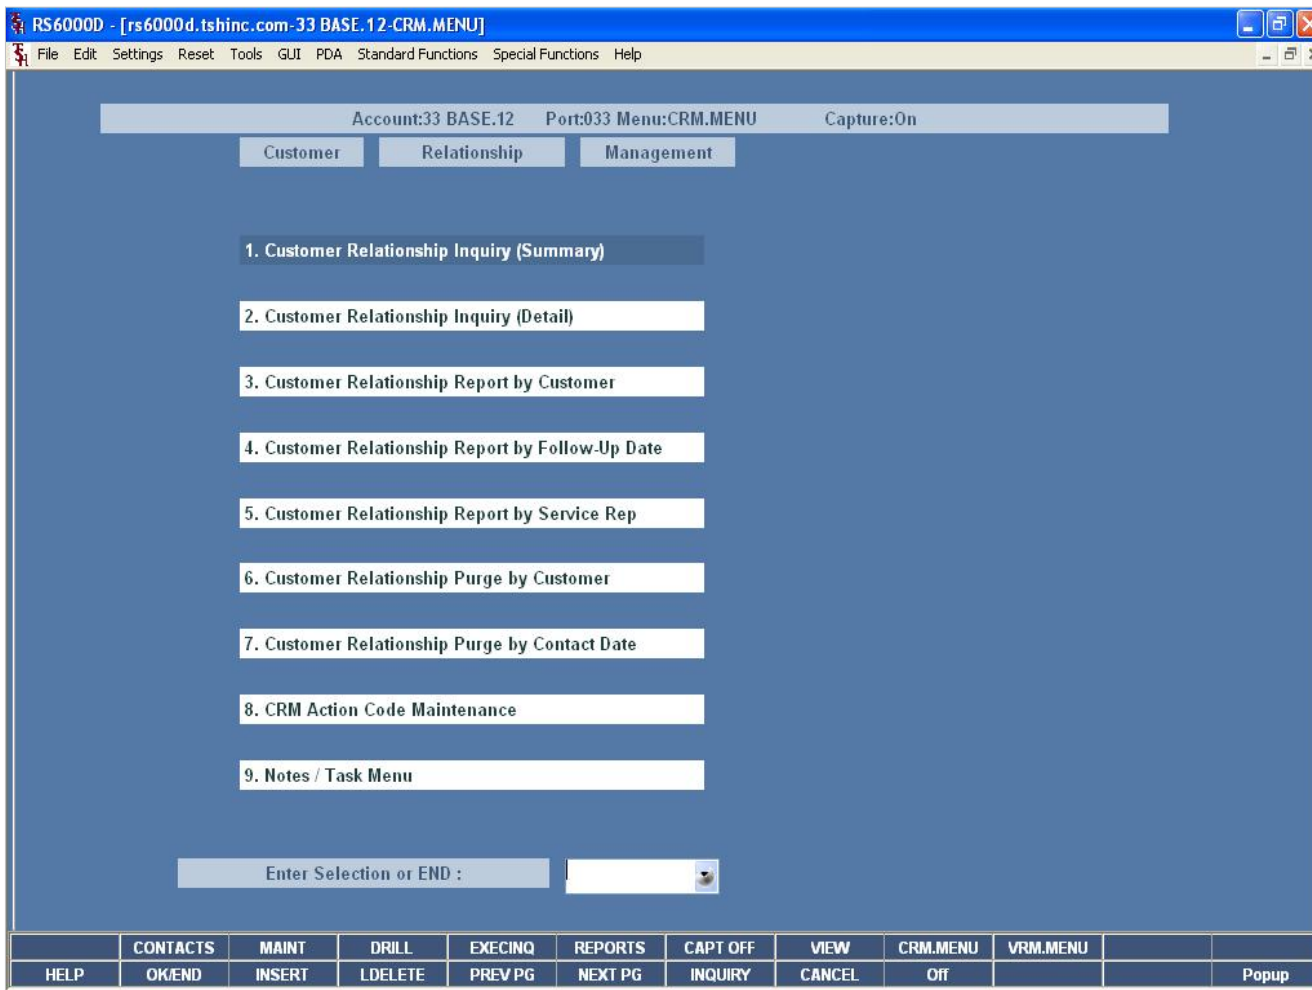 RS6000D - [rs6000d.tshinc.com-33 BASE.12-CRM.MENU]
File Edit Settings Reset Tools GUI PDA Standard Functions Special Functions Help
Account:33 BASE.12 Port:033 Menu:CRM.MENU Capture:On
Customer Relationship Management
1. Customer Relationship Inquiry (Summary)
2. Customer Relationship Inquiry (Detail)
3. Customer Relationship Report by Customer
4. Customer Relationship Report by Follow-Up Date
5. Customer Relationship Report by Service Rep
6. Customer Relationship Purge by Customer
7. Customer Relationship Purge by Contact Date
8. CRM Action Code Maintenance
9. Notes / Task Menu
Enter Selection or END :
CONTACTS MAINT DRILL EXECINQ REPORTS CAPT OFF VIEW CRM.MENU VRM.MENU
HELP OK/END INSERT LDELETE PREV PG NEXT PG INQUIRY CANCEL Off Popup